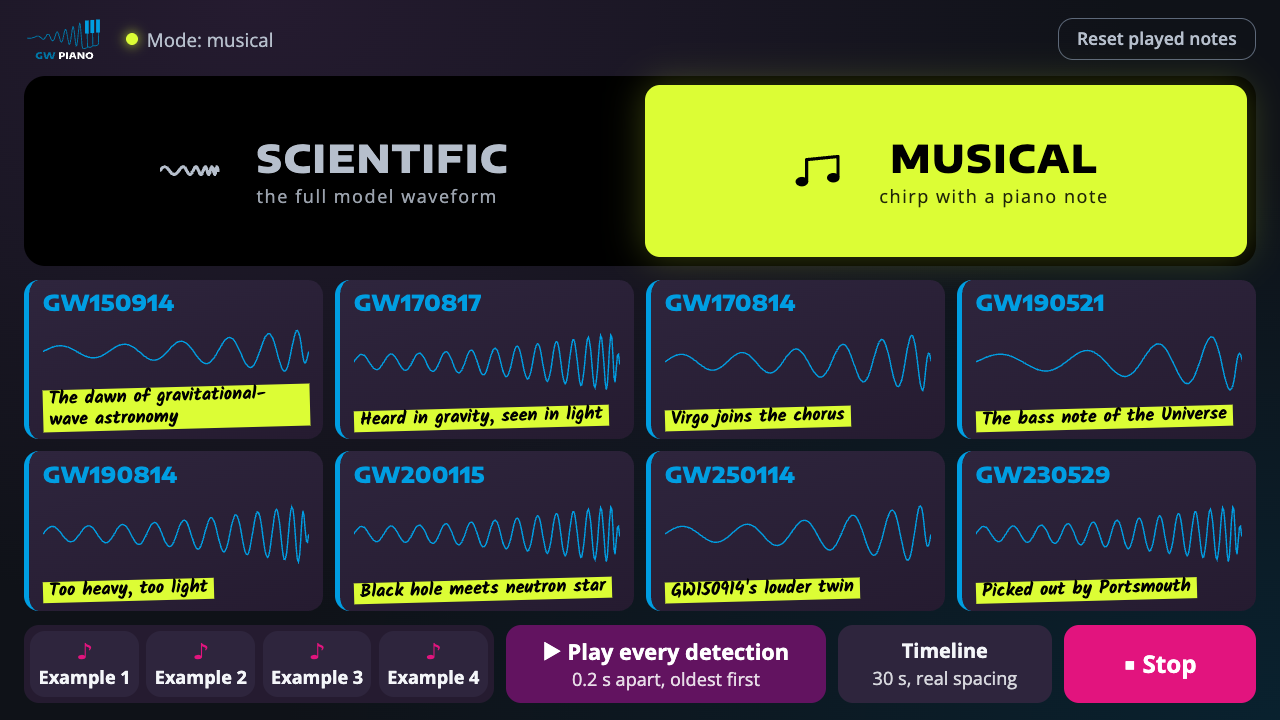 GW PIANO
Mode: musical
Reset played notes
SCIENTIFIC
the full model waveform
MUSICAL
chirp with a piano note
GW150914
The dawn of gravitational-
wave astronomy
GW170817
Heard in gravity, seen in light
GW170814
Virgo joins the chorus
GW190521
The bass note of the Universe
GW190814
Too heavy, too light
GW200115
Black hole meets neutron star
GW250114
GW150914's louder twin
GW230529
Picked out by Portsmouth
Example 1
Example 2
Example 3
Example 4
Play every detection
0.2 s apart, oldest first
Timeline
30 s, real spacing
Stop